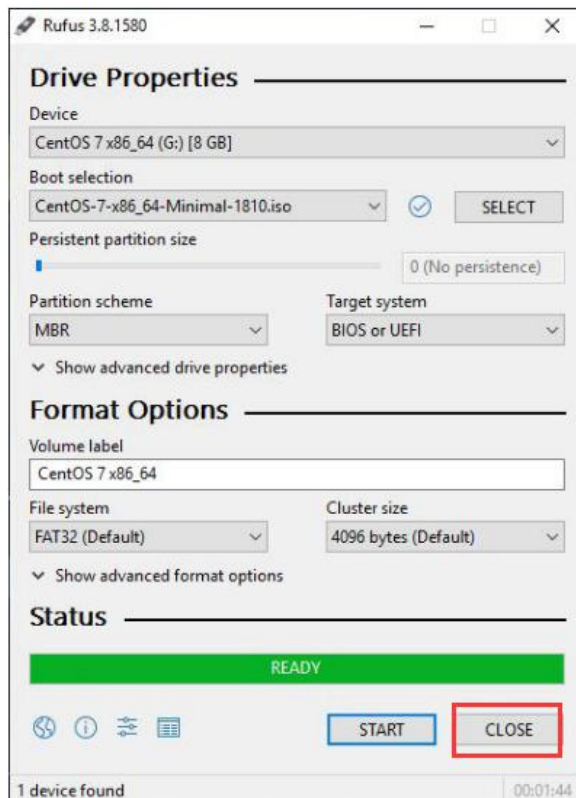 Rufus 3.8.1580
Drive Properties
Device
CentOS 7 x86_64 (G:) [8 GB]
Boot selection
CentOS-7-x86_64-Minimal-1810.iso
SELECT
Persistent partition size
0 (No persistence)
Partition scheme Target system
MBR BIOS or UEFI
Show advanced drive properties
Format Options
Volume label
CentOS 7 x86_64
File system Cluster size
FAT32 (Default) 4096 bytes (Default)
Show advanced format options
Status
READY
START CLOSE
1 device found 00:01:44